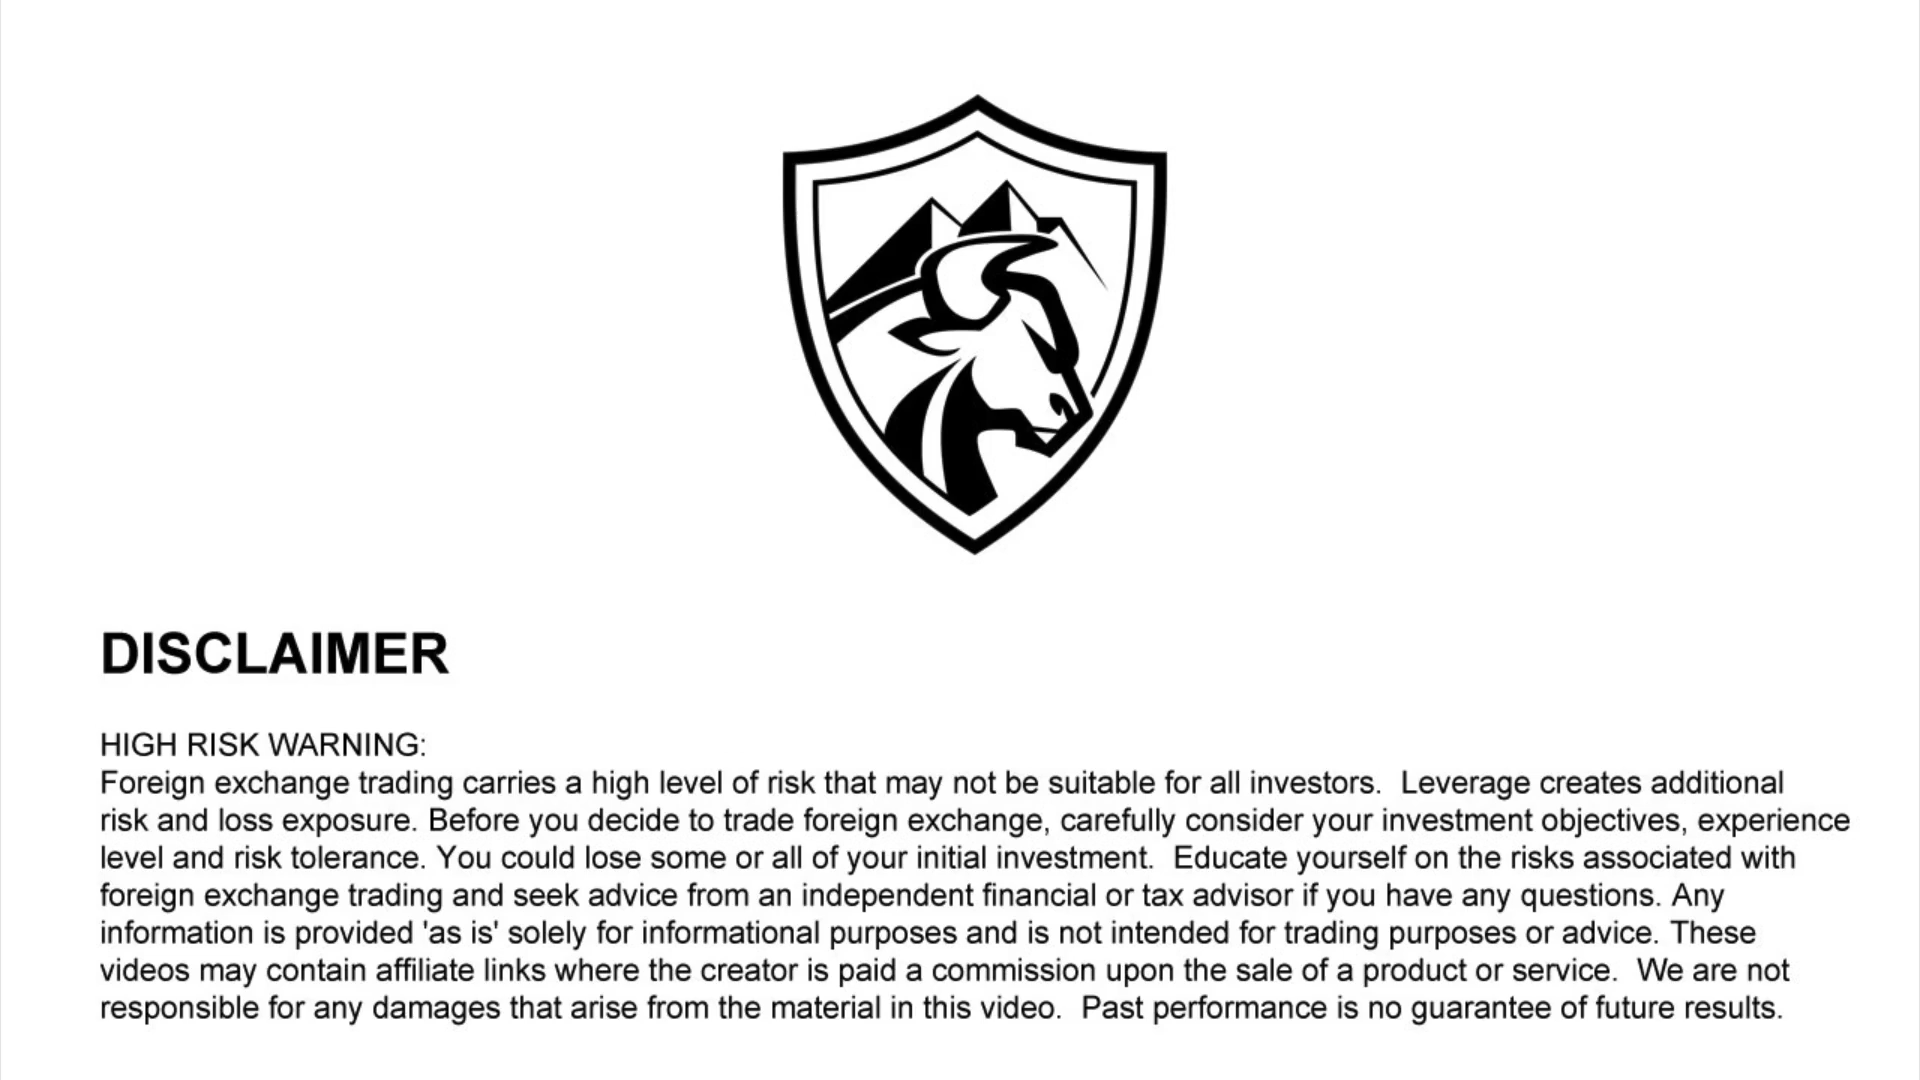 DISCLAIMER
HIGH RISK WARNING:
Foreign exchange trading carries a high level of risk that may not be suitable for all investors.  Leverage creates additional
risk and loss exposure. Before you decide to trade foreign exchange, carefully consider your investment objectives, experience
level and risk tolerance. You could lose some or all of your initial investment.  Educate yourself on the risks associated with
foreign exchange trading and seek advice from an independent financial or tax advisor if you have any questions. Any
information is provided 'as is' solely for informational purposes and is not intended for trading purposes or advice. These
videos may contain affiliate links where the creator is paid a commission upon the sale of a product or service.  We are not
responsible for any damages that arise from the material in this video.  Past performance is no guarantee of future results.